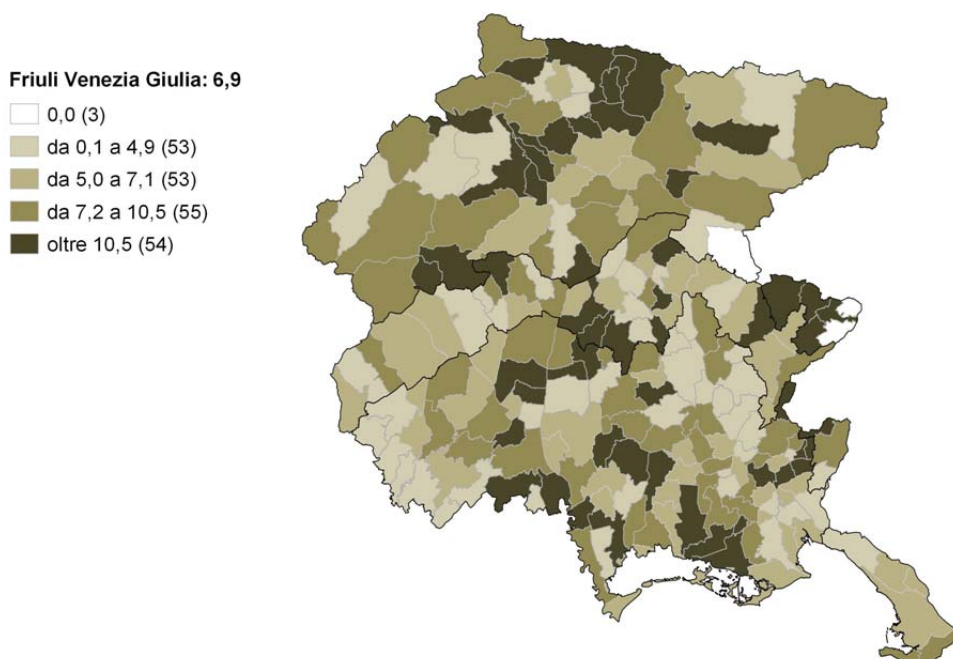 Friuli Venezia Giulia: 6,9
0,0 (3)
da 0,1 a 4,9 (53)
da 5,0 a 7,1 (53)
da 7,2 a 10,5 (55)
oltre 10,5 (54)